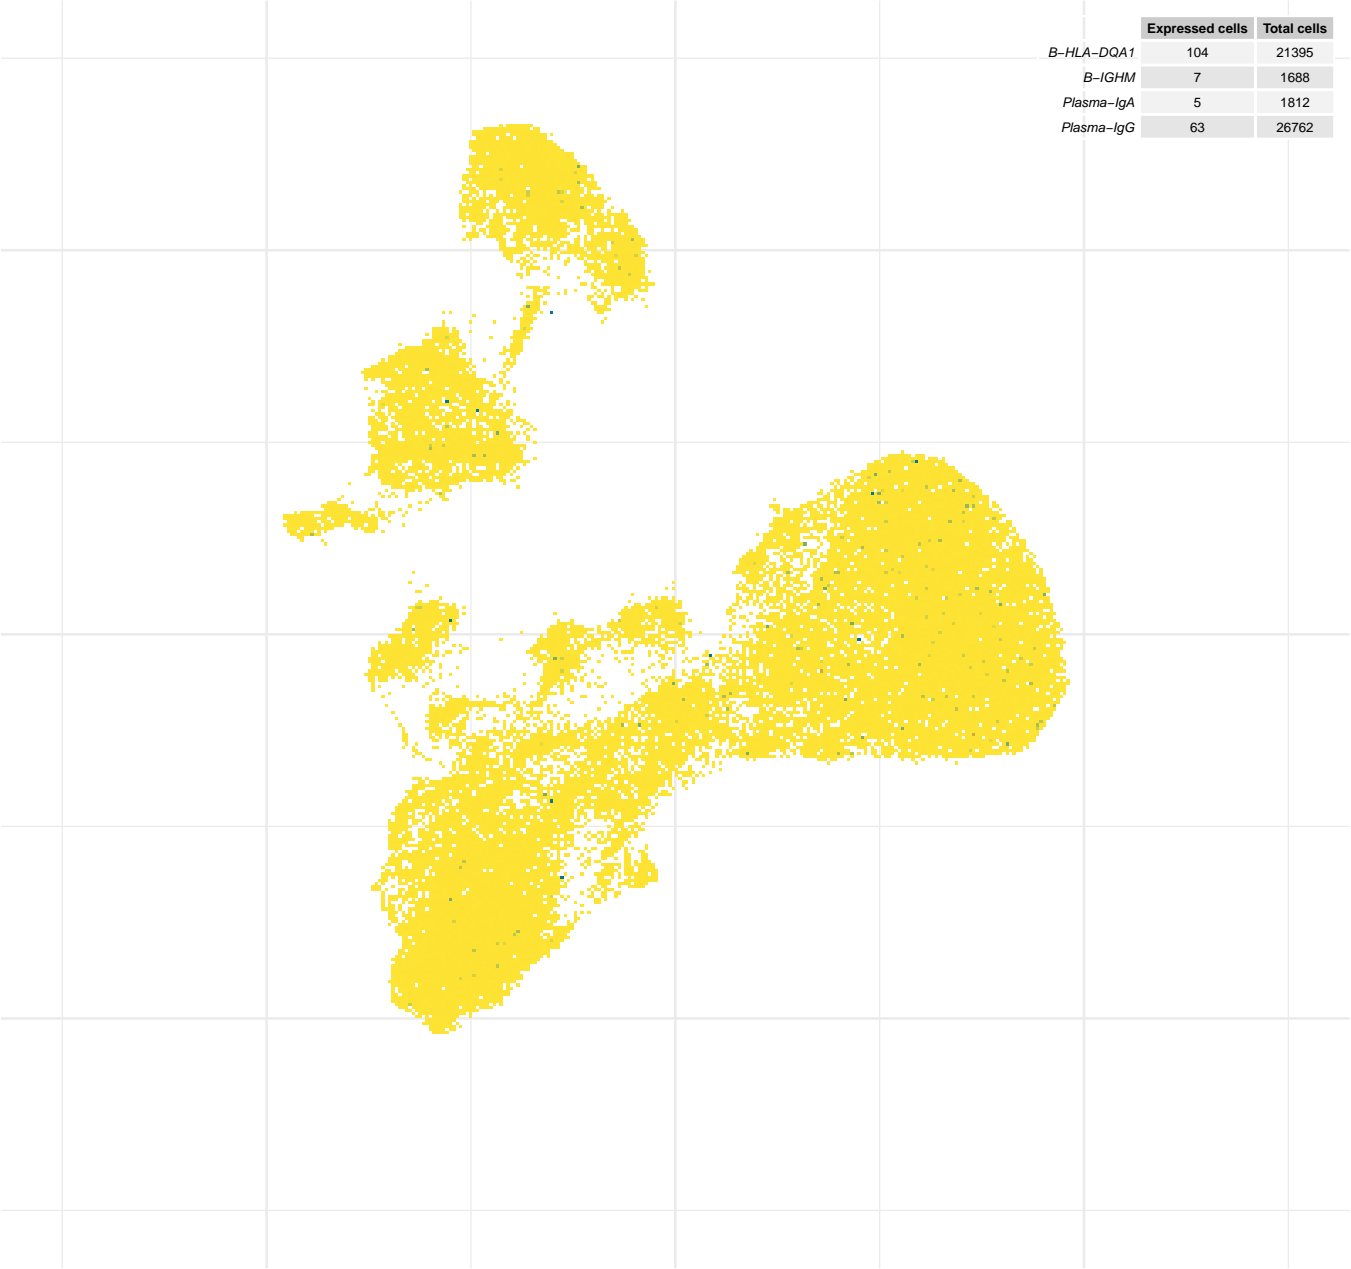 Expressed cells Total cells
B−HLA−DQA1 104 21395
B−IGHM 7 1688
Plasma−IgA 5 1812
Plasma−IgG 63 26762